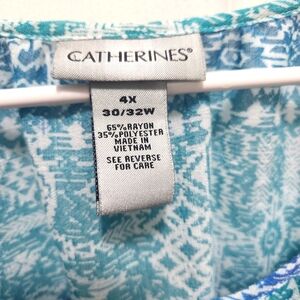 CATHERINES®
4X
30/32W
65%RAYON
35%POLYESTER
MADE IN
VIETNAM
SEE REVERSE
FOR CARE